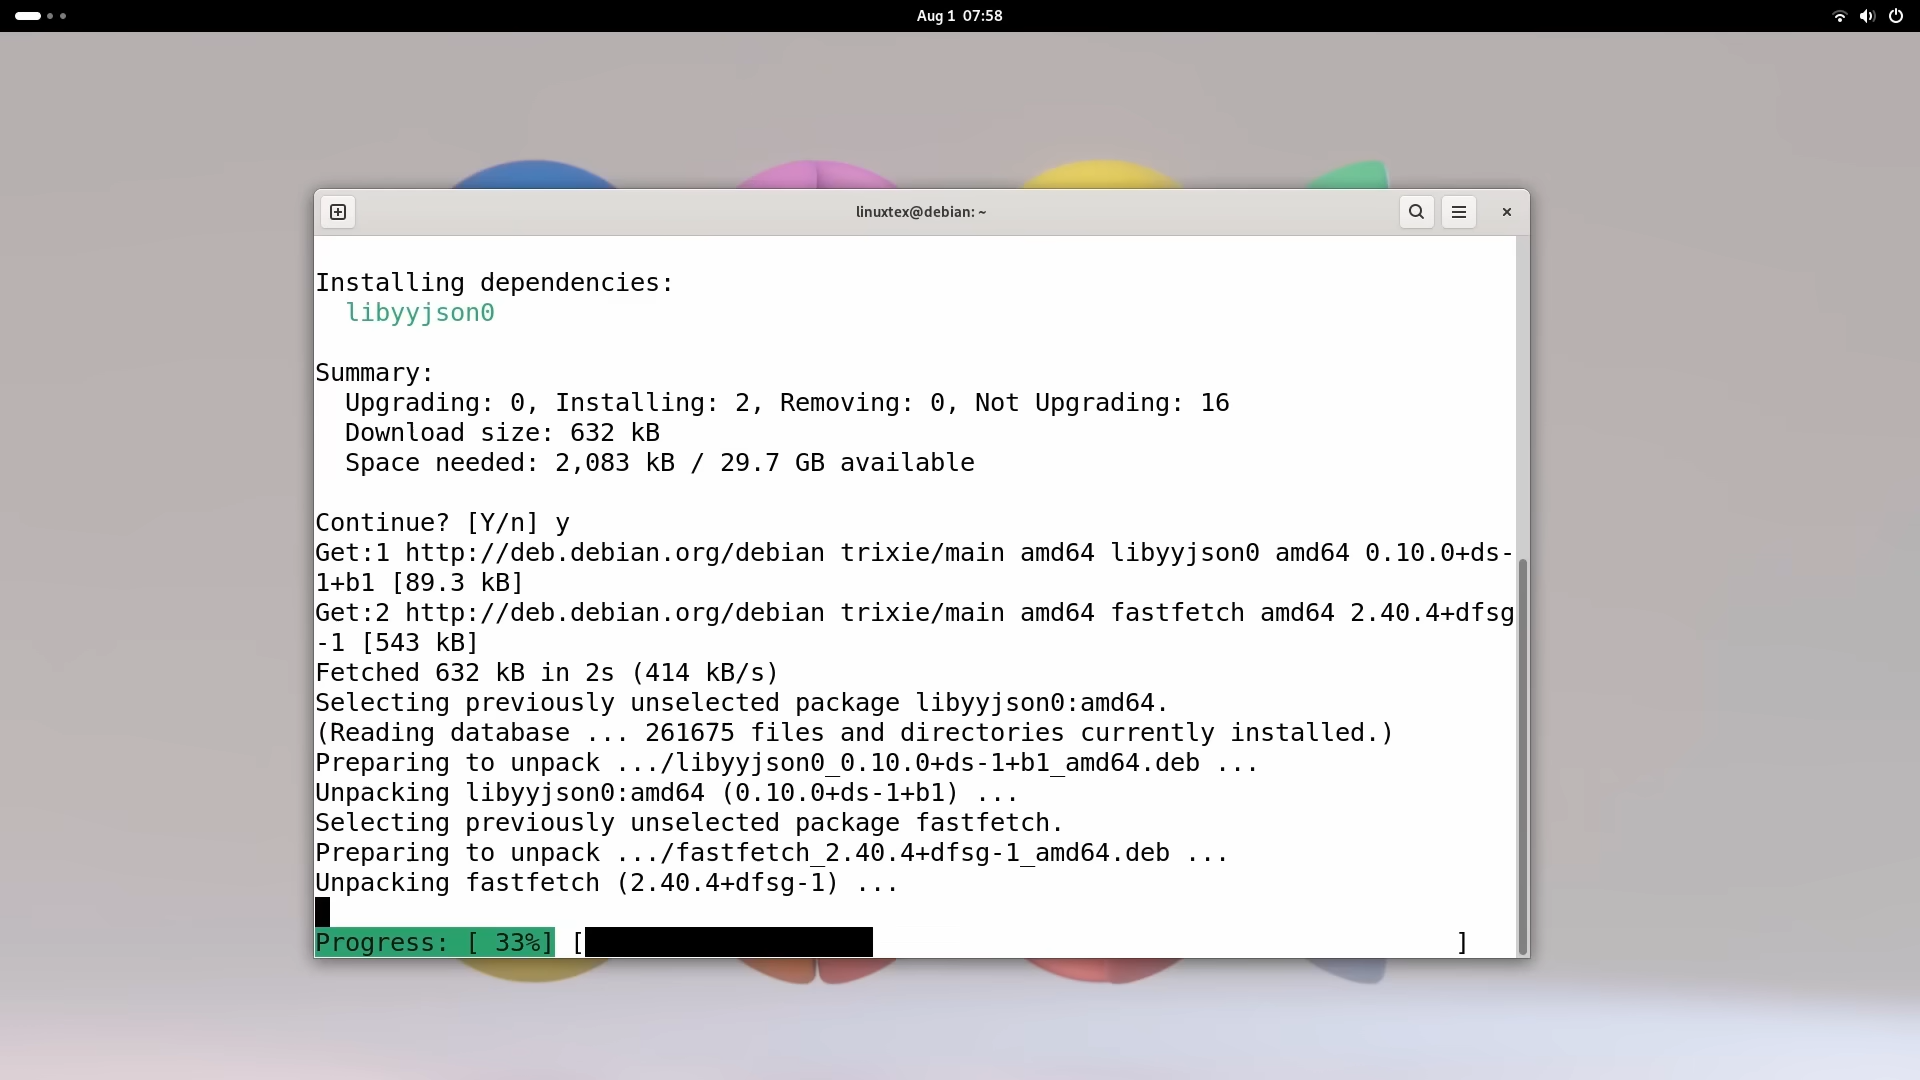 Aug 1 07:58
linuxtex@debian: ~
Installing dependencies:
libyyjson0
Summary:
Upgrading: 0, Installing: 2, Removing: 0, Not Upgrading: 16
Download size: 632 kB
Space needed: 2,083 kB / 29.7 GB available
Continue? [Y/n] y
Get:1 http://deb.debian.org/debian trixie/main amd64 libyyjson0 amd64 0.10.0+ds-
1+b1 [89.3 kB]
Get:2 http://deb.debian.org/debian trixie/main amd64 fastfetch amd64 2.40.4+dfsg
-1 [543 kB]
Fetched 632 kB in 2s (414 kB/s)
Selecting previously unselected package libyyjson0:amd64.
(Reading database ... 261675 files and directories currently installed.)
Preparing to unpack .../libyyjson0_0.10.0+ds-1+b1_amd64.deb ...
Unpacking libyyjson0:amd64 (0.10.0+ds-1+b1) ...
Selecting previously unselected package fastfetch.
Preparing to unpack .../fastfetch_2.40.4+dfsg-1_amd64.deb ...
Unpacking fastfetch (2.40.4+dfsg-1) ...
Progress: [ 33%] [ ]